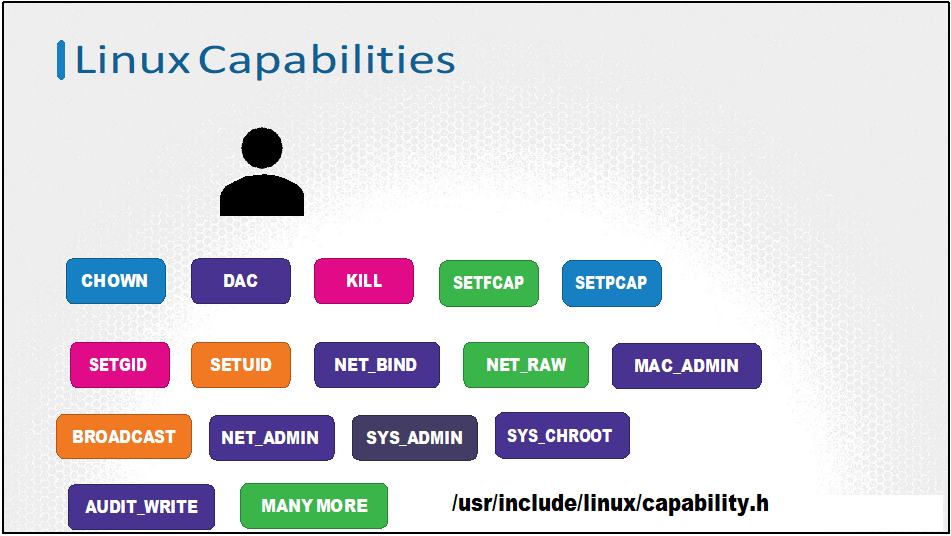 Linux Capabilities
CHOWN DAC KILL SETFCAP SETPCAP
SETGID SETUID NET_BIND NET_RAW MAC_ADMIN
BROADCAST NET_ADMIN SYS_ADMIN SYS_CHROOT
AUDIT_WRITE MANY MORE /usr/include/linux/capability.h